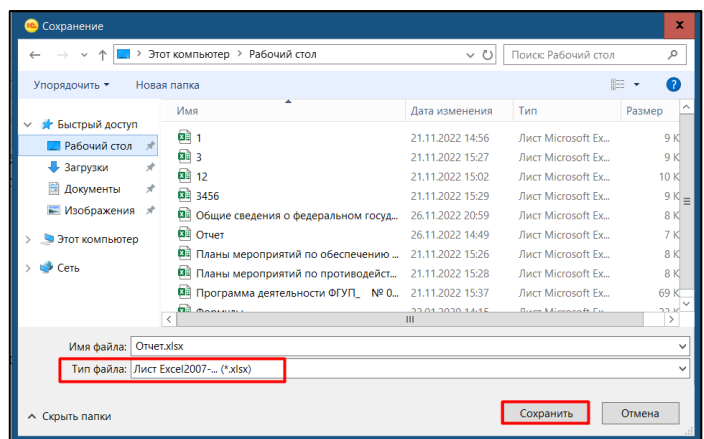 Сохранение
Этот компьютер > Рабочий стол
Поиск: Рабочий стол
Упорядочить
Новая папка
Имя Дата изменения Тип Размер
Быстрый доступ
Рабочий стол
Загрузки
Документы
Изображения
Этот компьютер
Сеть
1 21.11.2022 14:56 Лист Microsoft Ex... 9 К
3 21.11.2022 15:27 Лист Microsoft Ex... 9 К
12 21.11.2022 15:02 Лист Microsoft Ex... 10 К
3456 21.11.2022 15:29 Лист Microsoft Ex... 9 К
Общие сведения о федеральном госуд... 26.11.2022 20:59 Лист Microsoft Ex... 8 К
Отчет 26.11.2022 14:49 Лист Microsoft Ex... 7 К
Планы мероприятий по обеспечению ... 21.11.2022 15:26 Лист Microsoft Ex... 8 К
Планы мероприятий по противодейст... 21.11.2022 15:28 Лист Microsoft Ex... 8 К
Программа деятельности ФГУП_ № 0... 21.11.2022 15:37 Лист Microsoft Ex... 69 К
Имя файла: Отчет.xlsx
Тип файла: Лист Excel2007-... (*.xlsx)
Скрыть папки
Сохранить
Отмена